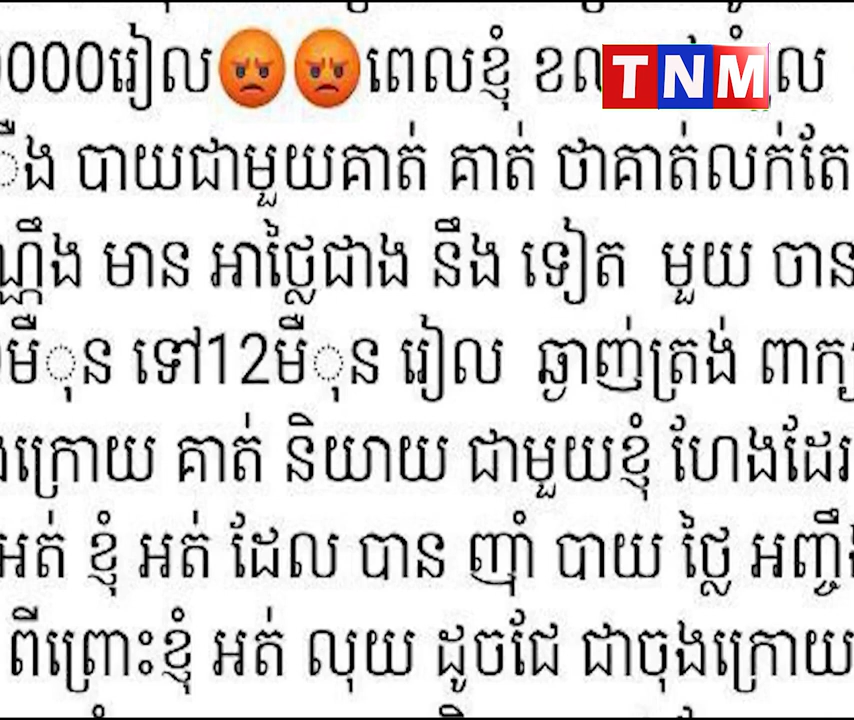 0000រៀល😡😡ពេលខ្ញុំ TNM
ឹង បាយជាមួយគាត់ គាត់ ថាគាត់លក់តែ
ណ្ណឹង មាន អាថ្លៃជាង នឹង ទៀត មួយ ចាន
មឺុន ទៅ12មឺុន រៀល ឆ្ងាញ់ត្រង់ ពាក្យ
ងក្រោយ គាត់ និយាយ ជាមួយខ្ញុំ ហែងដែរ
អត់ ខ្ញុំ អត់ ដែល បាន ញ៉ាំ បាយ ថ្លៃ អញ្ចឹង
ពីព្រោះខ្ញុំ អត់ លុយ ដូចជែ ជាចុងក្រោយ